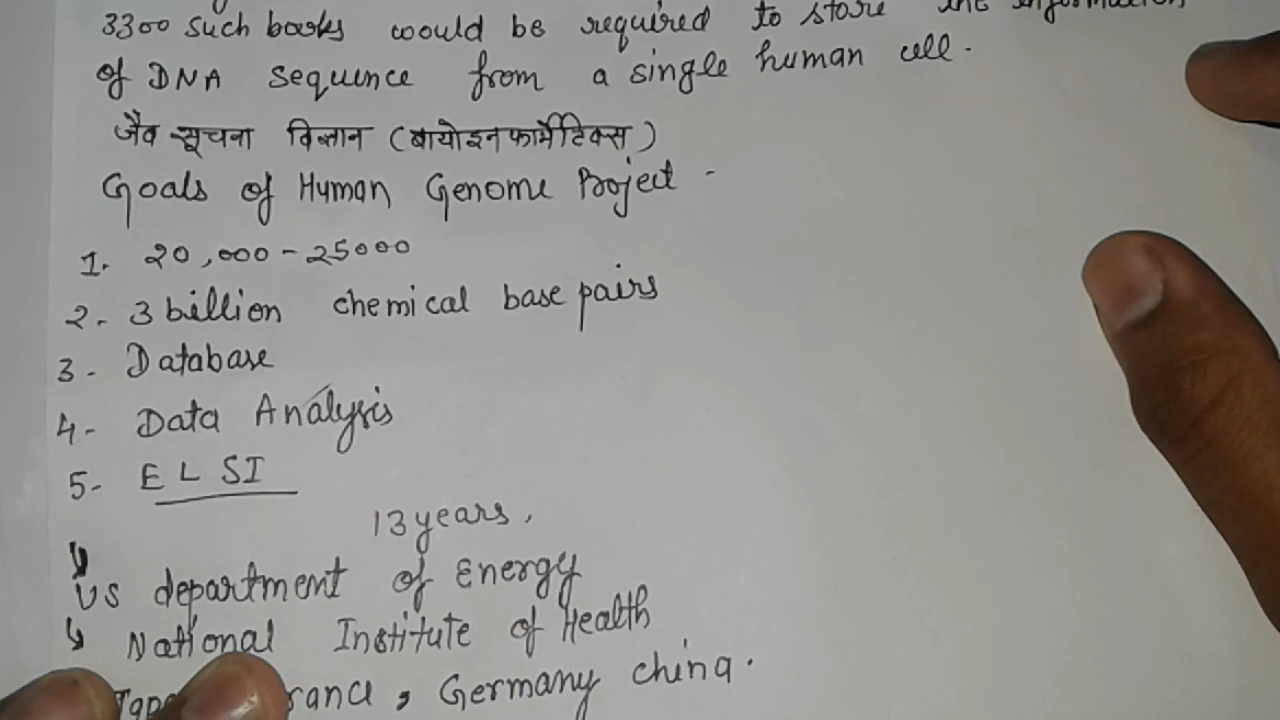 3300 such books would be required to store the information
of DNA sequence from a single human cell.
जैव सूचना विज्ञान (बायोइनफार्मेटिक्स)
Goals of Human Genome Project -
1. 20,000-25000
2. 3 billion chemical base pairs
3. Database
4- Data Analysis
5- ELSI
13 years,
US department of Energy
National Institute of Health
Germany china.